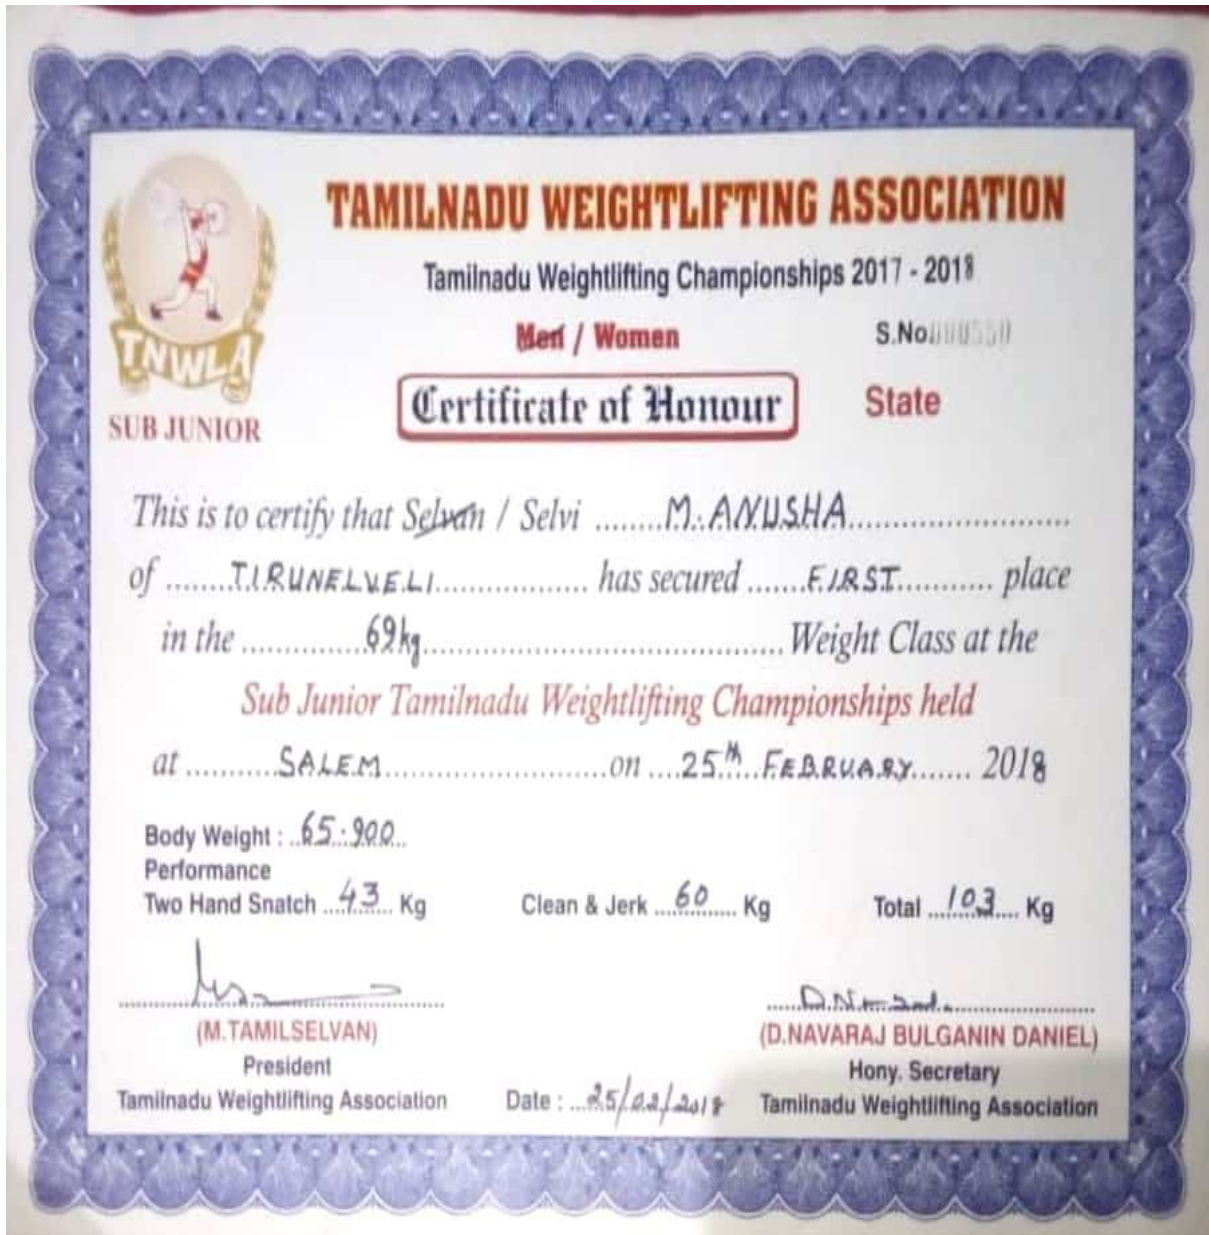 TAMILNADU WEIGHTLIFTING ASSOCIATION
Tamilnadu Weightlifting Championships 2017 - 2018
Men / Women
S.No.000550
TNWLA
SUB JUNIOR
Certificate of Honour
State
This is to certify that Selvan / Selvi ........M. ANUSHA............................
of .......TIRUNELVELI.................. has secured ......FIRST........... place
in the ..............69kg........................................ Weight Class at the
Sub Junior Tamilnadu Weightlifting Championships held
at ..........SALEM.........................on ....25th FEBRUARY....... 2018
Body Weight : ..65.900...
Performance
Two Hand Snatch ...43... Kg
Clean & Jerk ...60..... Kg
Total ...103.... Kg
(M.TAMILSELVAN)
President
Tamilnadu Weightlifting Association
Date : ...25/02/2018
(D.NAVARAJ BULGANIN DANIEL)
Hony. Secretary
Tamilnadu Weightlifting Association